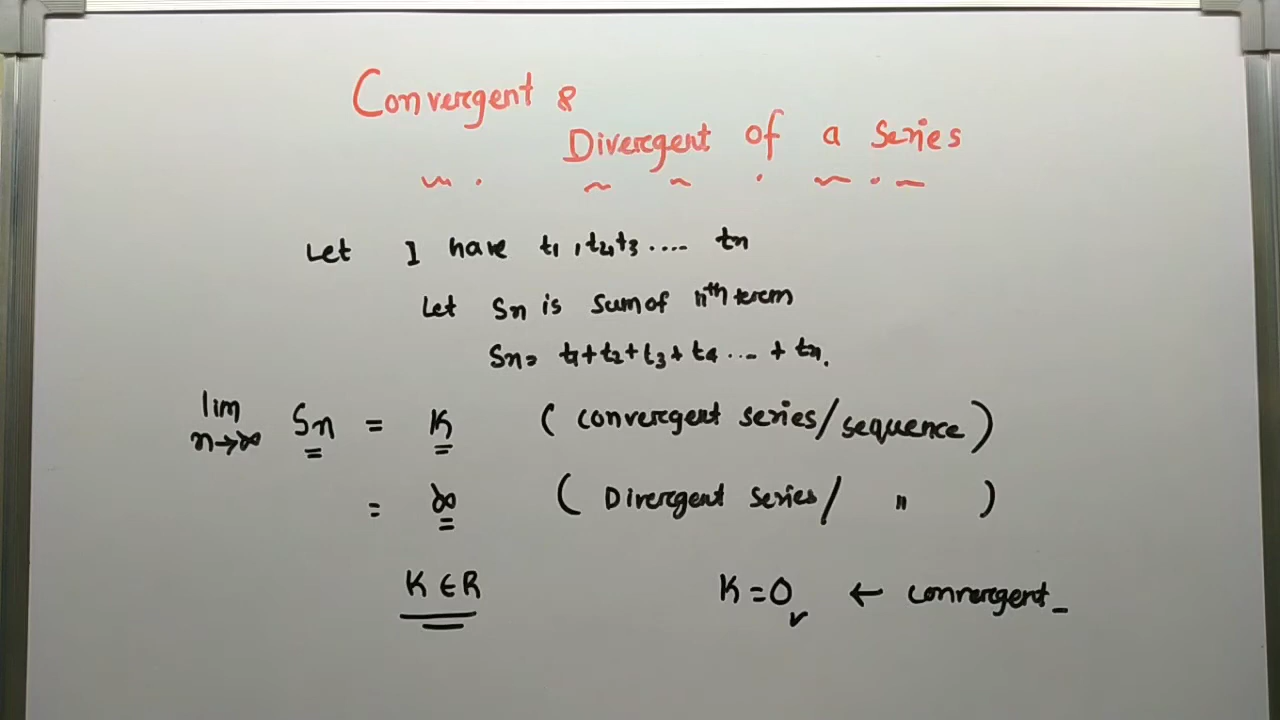 Convergent &
Divergent of a series
Let I have t1, t2, t3 .... tn
Let Sn is sum of nth term
Sn = t1 + t2 + t3 + t4 ... + tn.
lim n→∞ Sn = K (convergent series/sequence)
= ∞ (Divergent series/ " )
K ∈ R K = 0 ← convergent